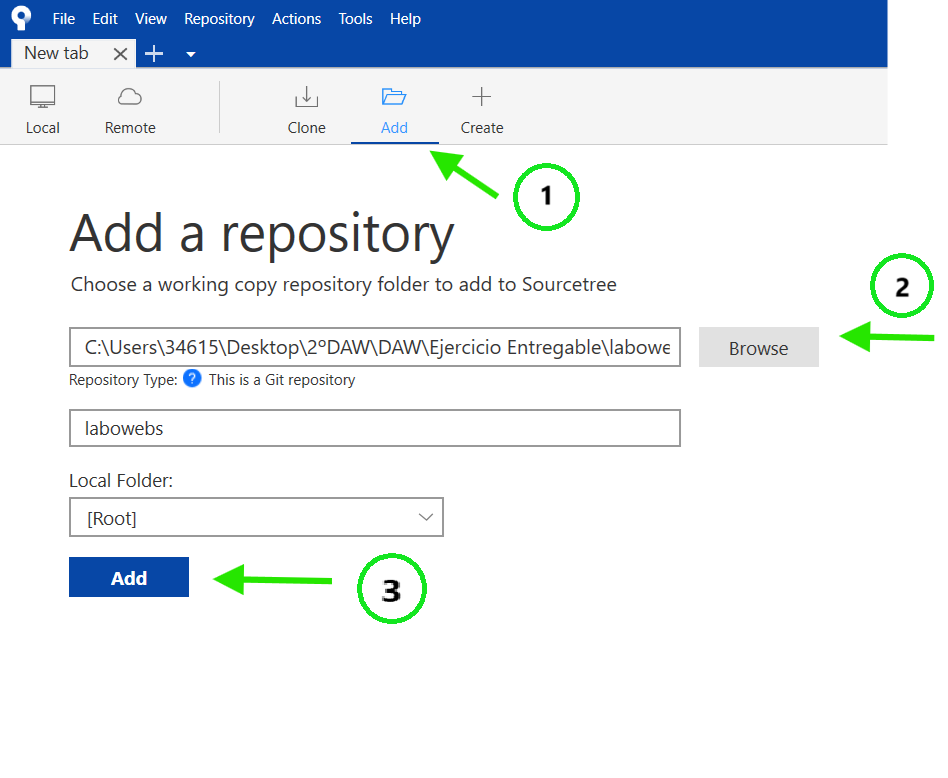 File Edit View Repository Actions Tools Help
New tab
Local Remote Clone Add Create
1
Add a repository
Choose a working copy repository folder to add to Sourcetree
2
C:\Users\34615\Desktop\2ºDAW\DAW\Ejercicio Entregable\labowe
Browse
Repository Type: ? This is a Git repository
labowebs
Local Folder:
[Root]
Add
3